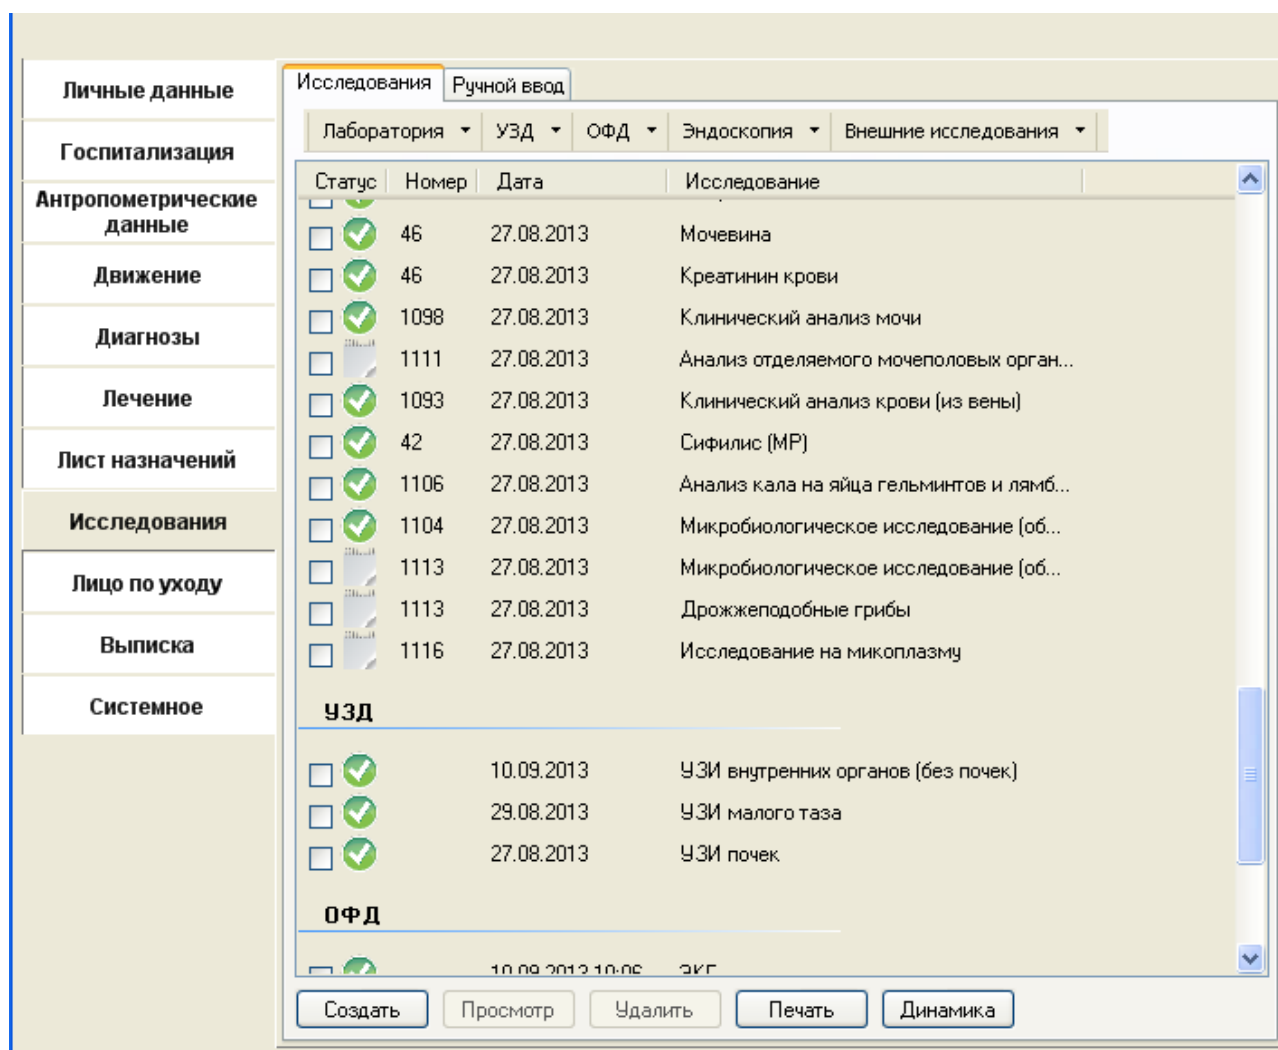 Личные данные
Госпитализация
Антропометрические
данные
Движение
Диагнозы
Лечение
Лист назначений
Исследования
Лицо по уходу
Выписка
Системное
Исследования Ручной ввод
Лаборатория УЗД ОФД Эндоскопия Внешние исследования
Статус Номер Дата Исследование
46 27.08.2013 Мочевина
46 27.08.2013 Креатинин крови
1098 27.08.2013 Клинический анализ мочи
1111 27.08.2013 Анализ отделяемого мочеполовых орган...
1093 27.08.2013 Клинический анализ крови (из вены)
42 27.08.2013 Сифилис (МР)
1106 27.08.2013 Анализ кала на яйца гельминтов и лямб...
1104 27.08.2013 Микробиологическое исследование (об...
1113 27.08.2013 Микробиологическое исследование (об...
1113 27.08.2013 Дрожжеподобные грибы
1116 27.08.2013 Исследование на микоплазму
УЗД
10.09.2013 УЗИ внутренних органов (без почек)
29.08.2013 УЗИ малого таза
27.08.2013 УЗИ почек
ОФД
10.09.2013 10:06 ЭКГ
Создать Просмотр Удалить Печать Динамика